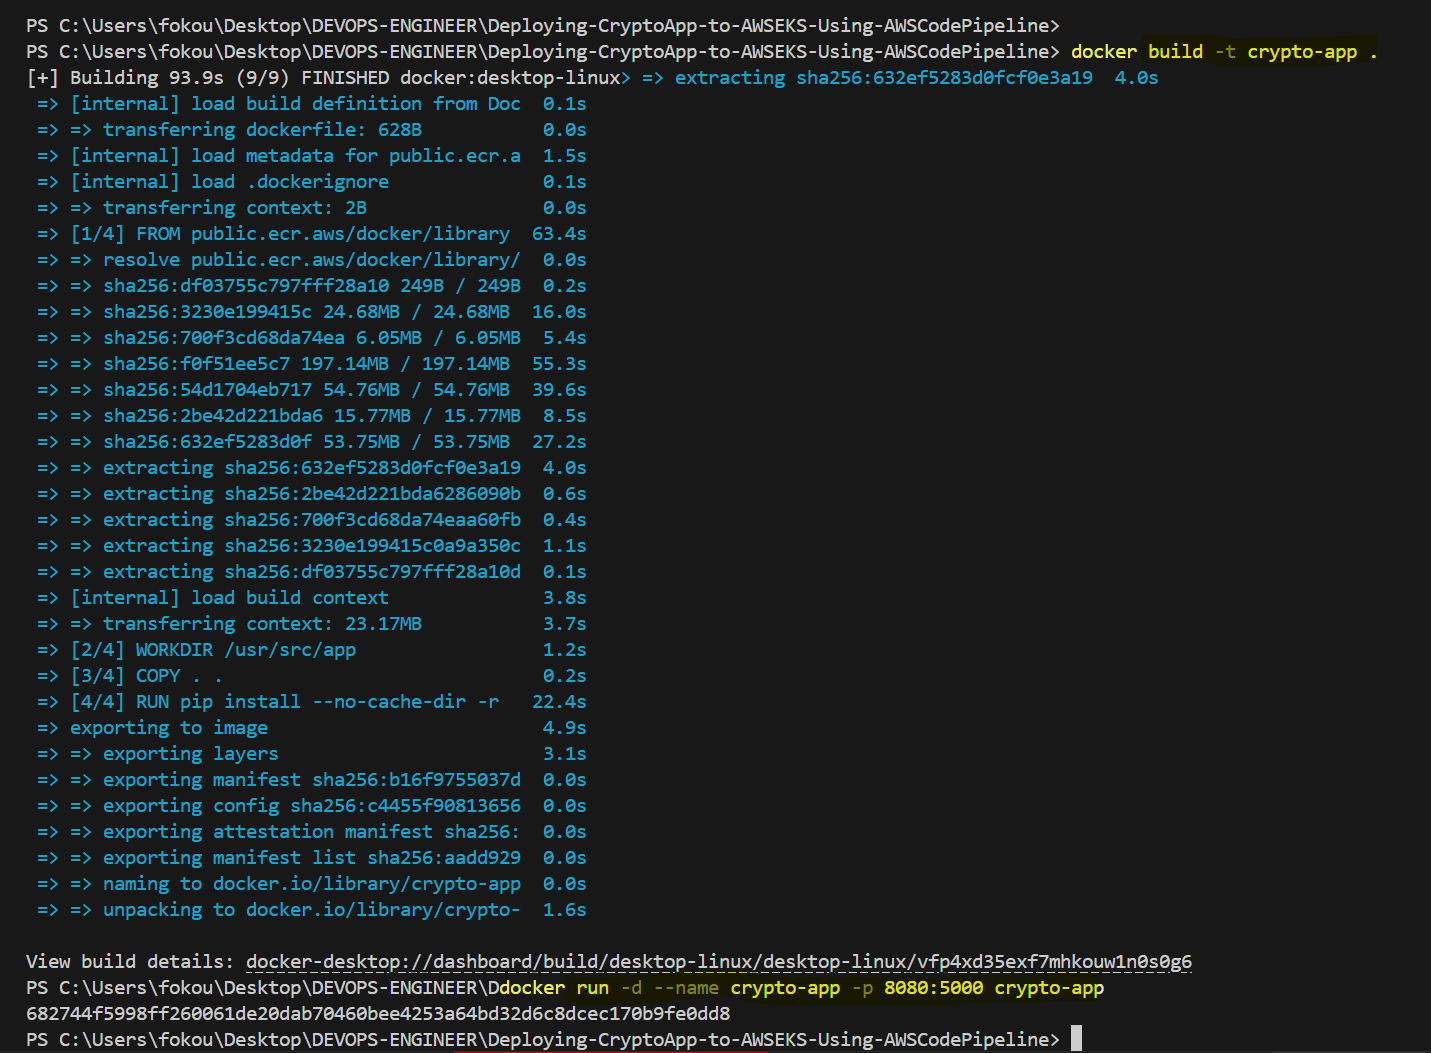 PS C:\Users\fokou\Desktop\DEVOPS-ENGINEER\Deploying-CryptoApp-to-AWSEKS-Using-AWSCodePipeline>
PS C:\Users\fokou\Desktop\DEVOPS-ENGINEER\Deploying-CryptoApp-to-AWSEKS-Using-AWSCodePipeline> docker build -t crypto-app .
[+] Building 93.9s (9/9) FINISHED docker:desktop-linux> => extracting sha256:632ef5283d0fcf0e3a19  4.0s
 => [internal] load build definition from Doc  0.1s
 => => transferring dockerfile: 628B           0.0s
 => [internal] load metadata for public.ecr.a  1.5s
 => [internal] load .dockerignore              0.1s
 => => transferring context: 2B                0.0s
 => [1/4] FROM public.ecr.aws/docker/library  63.4s
 => => resolve public.ecr.aws/docker/library/  0.0s
 => => sha256:df03755c797fff28a10 249B / 249B  0.2s
 => => sha256:3230e199415c 24.68MB / 24.68MB  16.0s
 => => sha256:700f3cd68da74ea 6.05MB / 6.05MB  5.4s
 => => sha256:f0f51ee5c7 197.14MB / 197.14MB  55.3s
 => => sha256:54d1704eb717 54.76MB / 54.76MB  39.6s
 => => sha256:2be42d221bda6 15.77MB / 15.77MB  8.5s
 => => sha256:632ef5283d0f 53.75MB / 53.75MB  27.2s
 => => extracting sha256:632ef5283d0fcf0e3a19  4.0s
 => => extracting sha256:2be42d221bda6286090b  0.6s
 => => extracting sha256:700f3cd68da74eaa60fb  0.4s
 => => extracting sha256:3230e199415c0a9a350c  1.1s
 => => extracting sha256:df03755c797fff28a10d  0.1s
 => [internal] load build context              3.8s
 => => transferring context: 23.17MB           3.7s
 => [2/4] WORKDIR /usr/src/app                 1.2s
 => [3/4] COPY . .                             0.2s
 => [4/4] RUN pip install --no-cache-dir -r   22.4s
 => exporting to image                         4.9s
 => => exporting layers                        3.1s
 => => exporting manifest sha256:b16f9755037d  0.0s
 => => exporting config sha256:c4455f90813656  0.0s
 => => exporting attestation manifest sha256:  0.0s
 => => exporting manifest list sha256:aadd929  0.0s
 => => naming to docker.io/library/crypto-app  0.0s
 => => unpacking to docker.io/library/crypto-  1.6s
View build details: docker-desktop://dashboard/build/desktop-linux/desktop-linux/vfp4xd35exf7mhkouw1n0s0g6
PS C:\Users\fokou\Desktop\DEVOPS-ENGINEER\Ddocker run -d --name crypto-app -p 8080:5000 crypto-app
682744f5998ff260061de20dab70460bee4253a64bd32d6c8dcec170b9fe0dd8
PS C:\Users\fokou\Desktop\DEVOPS-ENGINEER\Deploying-CryptoApp-to-AWSEKS-Using-AWSCodePipeline>